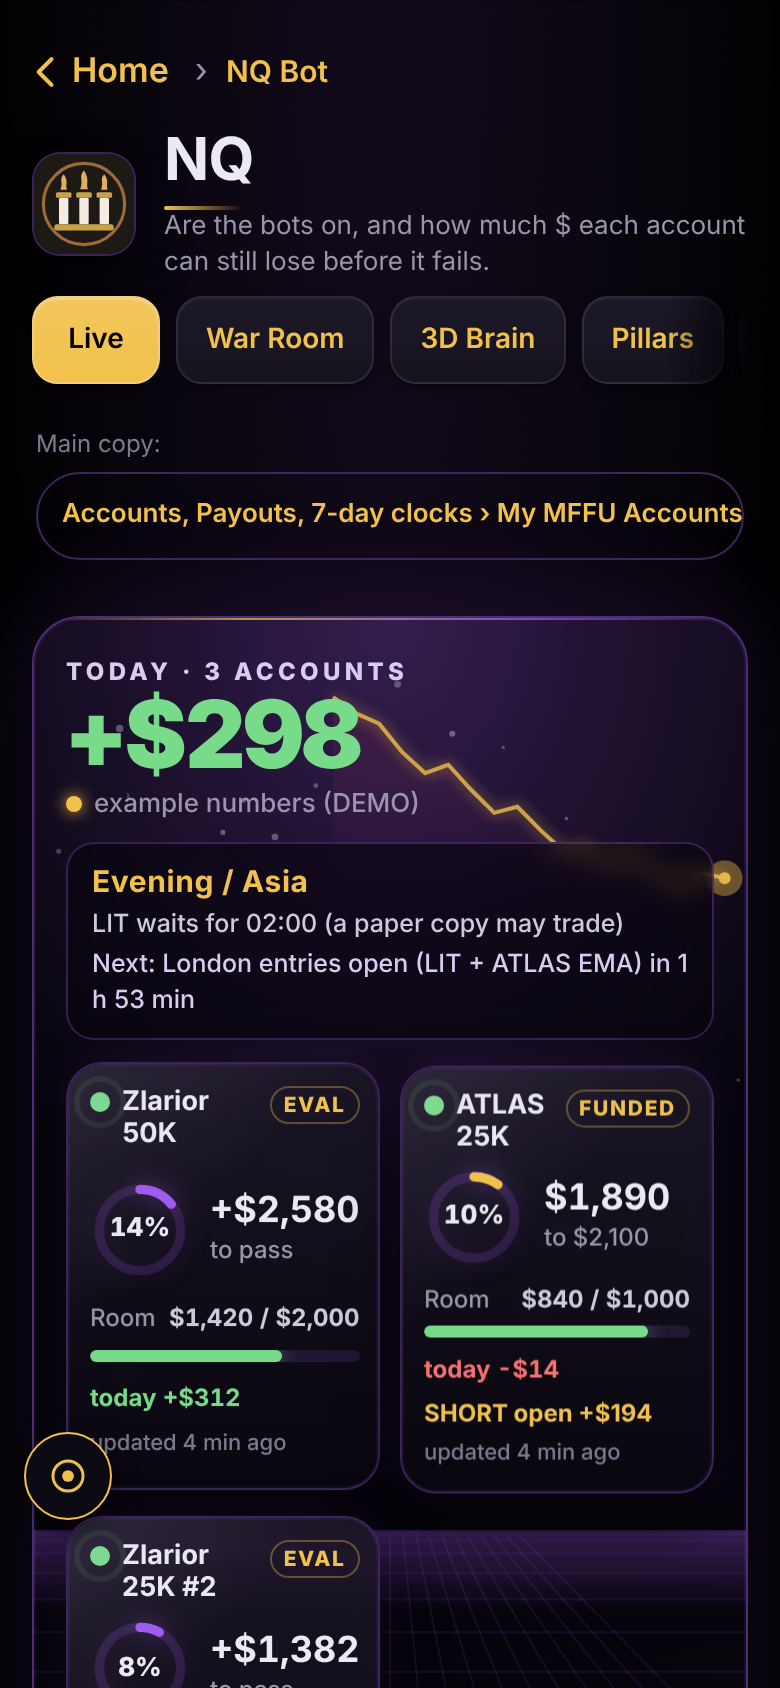 Home › NQ Bot
NQ
Are the bots on, and how much $ each account
can still lose before it fails.
Live
War Room
3D Brain
Pillars
Main copy:
Accounts, Payouts, 7-day clocks › My MFFU Accounts
TODAY · 3 ACCOUNTS
+$298
example numbers (DEMO)
Evening / Asia
LIT waits for 02:00 (a paper copy may trade)
Next: London entries open (LIT + ATLAS EMA) in 1
h 53 min
Zlarior
50K
EVAL
14%
+$2,580
to pass
Room $1,420 / $2,000
today +$312
updated 4 min ago
ATLAS
25K
FUNDED
10%
$1,890
to $2,100
Room $840 / $1,000
today -$14
SHORT open +$194
updated 4 min ago
Zlarior
25K #2
EVAL
8%
+$1,382
to pass